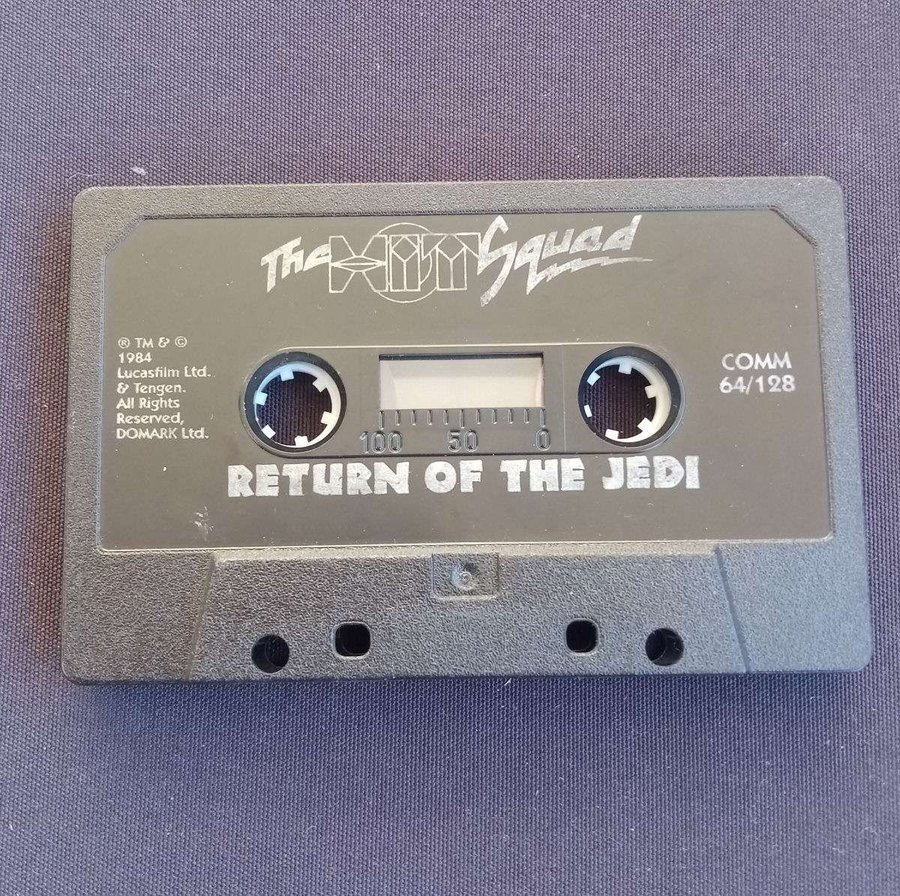 The HIT Squad
® TM & ©
1984
Lucasfilm Ltd.
& Tengen.
All Rights
Reserved,
DOMARK Ltd.
COMM
64/128
100 50 0
RETURN OF THE JEDI